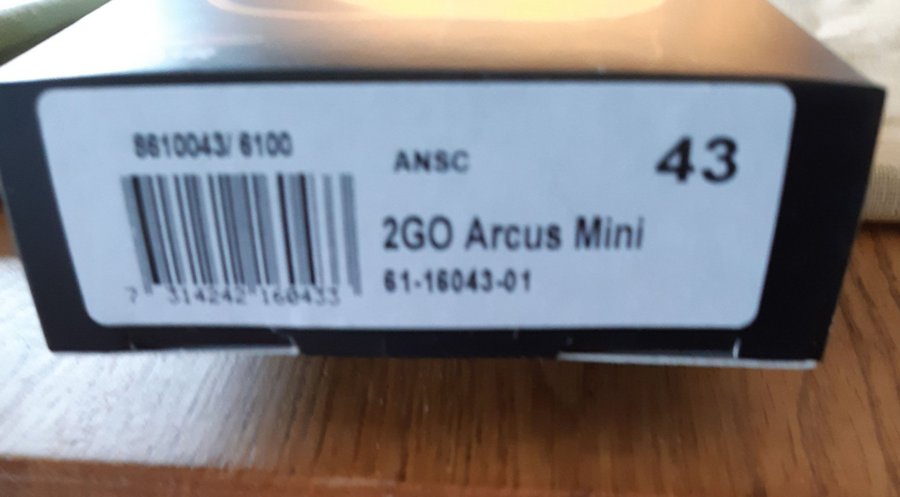 8610043/ 6100
ANSC
43
2GO Arcus Mini
61-16043-01
7 314242 160433